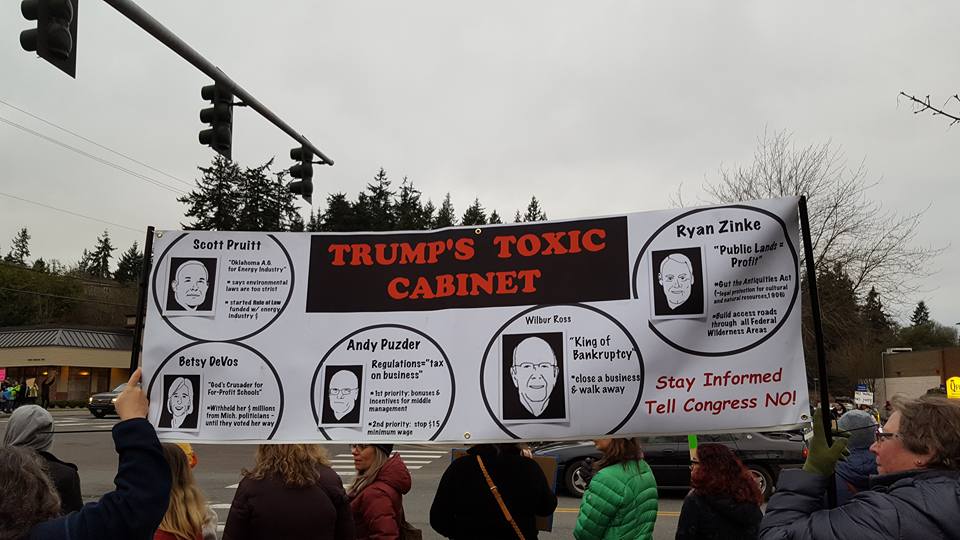 TRUMP'S TOXIC
CABINET
Scott Pruitt
"Oklahoma A.G.
for Energy Industry"
• says environmental
laws are too strict
• started Rule of Law
funded w/ energy
industry $
Betsy DeVos
"God's Crusader for
For-Profit Schools"
•Withheld her $ millions
from Mich. politicians –
until they voted her way
Andy Puzder
Regulations="tax
on business"
• 1st priority: bonuses &
incentives for middle
management
•2nd priority: stop $15
minimum wage
Wilbur Ross
"King of
Bankruptcy"
•close a business
& walk away
Ryan Zinke
"Public Lands =
Profit"
•Gut the Antiquities Act
(~legal protection for cultural
and natural resources,1906)
•Build access roads
through all Federal
Wilderness Areas
Stay Informed
Tell Congress NO!